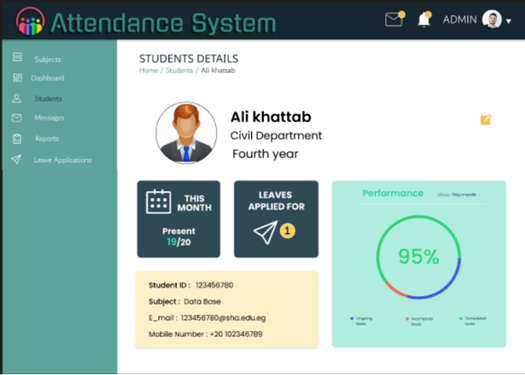 Attendance System
ADMIN
Subjects
Dashboard
Students
Messages
Reports
Leave Applications
STUDENTS DETAILS
Home / Students / Ali khattab
Ali khattab
Civil Department
Fourth year
THIS
MONTH
Present
19/20
LEAVES
APPLIED FOR
1
Performance
Show: This month
95%
Ongoing
tasks
Incomplete
tasks
Completed
tasks
Student ID : 123456780
Subject : Data Base
E_mail : 123456780@sha.edu.eg
Mobile Number : +20 102346789